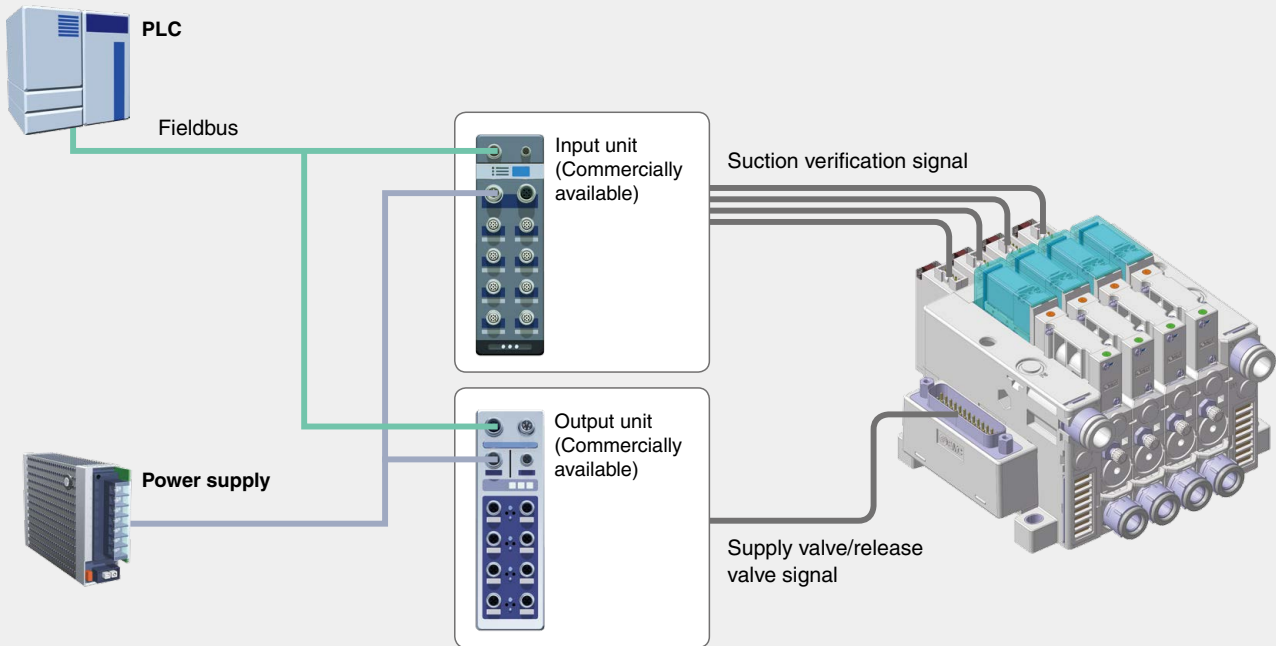 PLC
Fieldbus
Input unit
(Commercially
available)
Suction verification signal
Output unit
(Commercially
available)
Power supply
Supply valve/release
valve signal